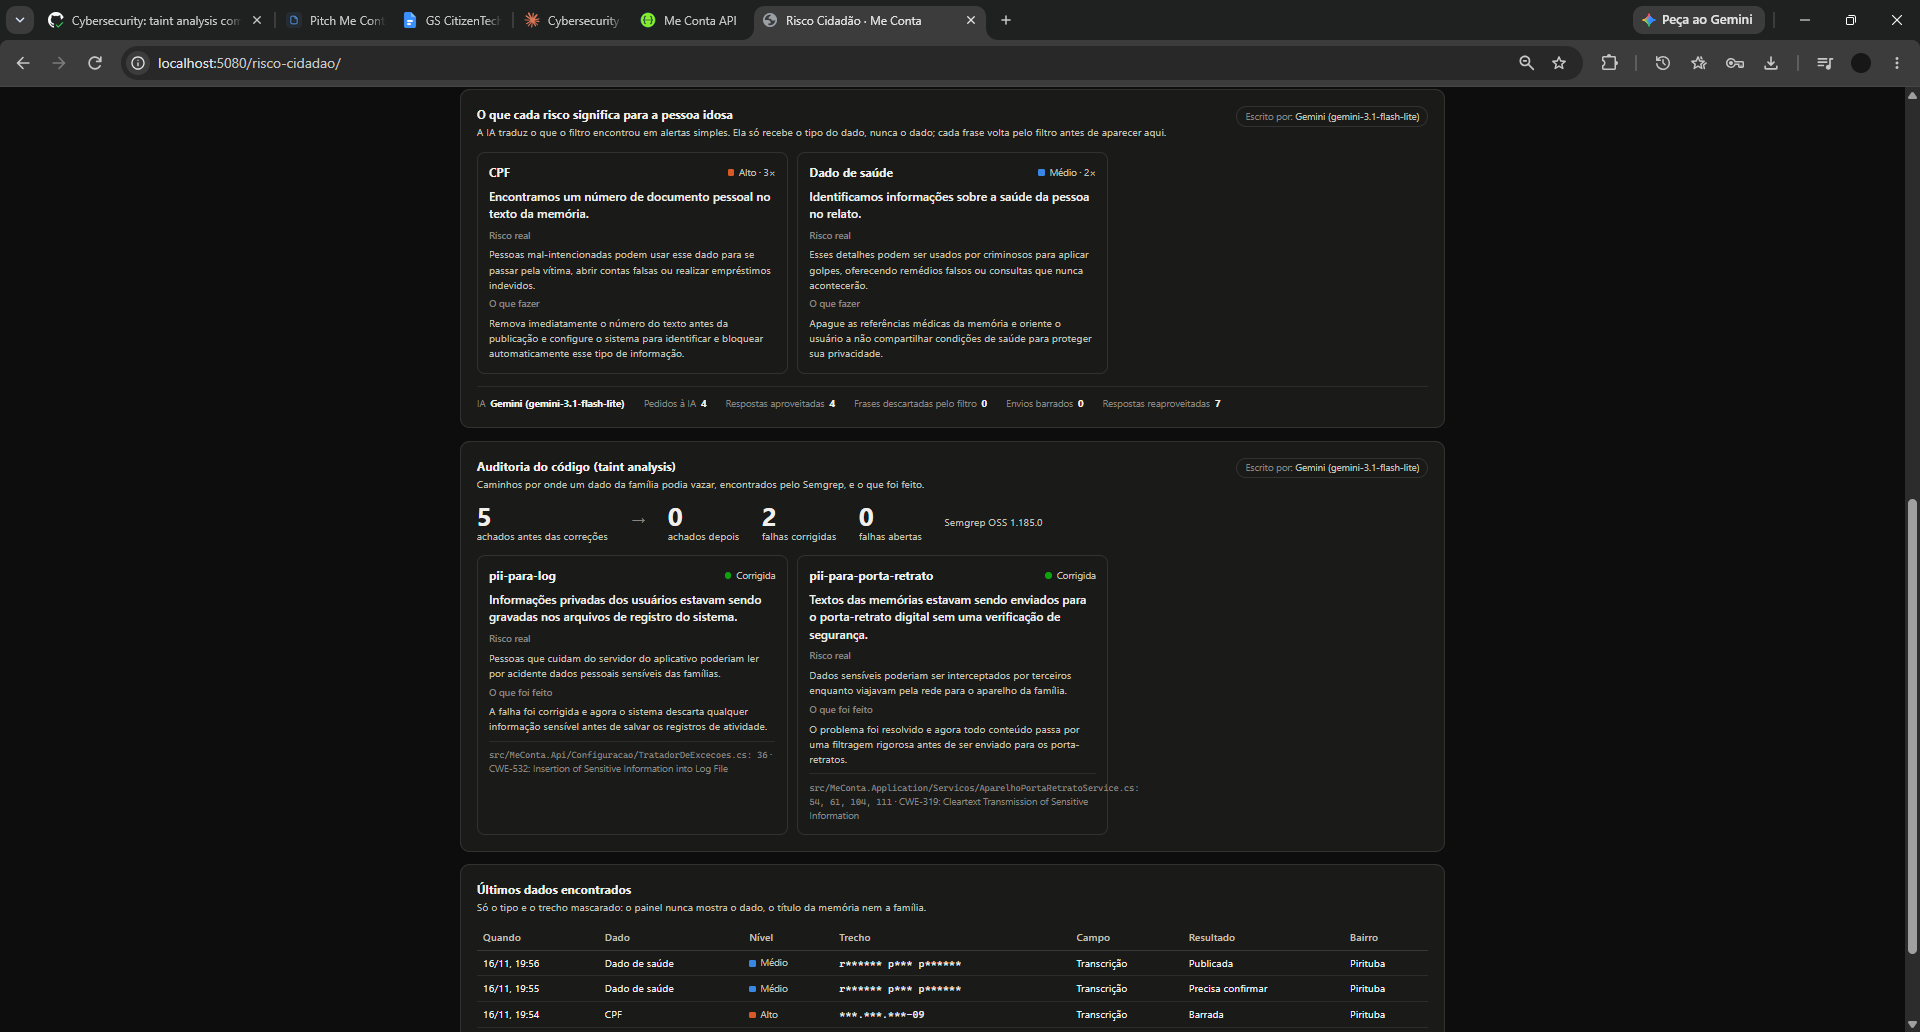 Cybersecurity: taint analysis com
Pitch Me Cont
GS CitizenTech
Cybersecurity
Me Conta API
Risco Cidadão · Me Conta
Peça ao Gemini
localhost:5080/risco-cidadao/
O que cada risco significa para a pessoa idosa
Escrito por: Gemini (gemini-3.1-flash-lite)
A IA traduz o que o filtro encontrou em alertas simples. Ela só recebe o tipo do dado, nunca o dado; cada frase volta pelo filtro antes de aparecer aqui.
CPF
Alto · 3×
Encontramos um número de documento pessoal no
texto da memória.
Risco real
Pessoas mal-intencionadas podem usar esse dado para se
passar pela vítima, abrir contas falsas ou realizar empréstimos
indevidos.
O que fazer
Remova imediatamente o número do texto antes da
publicação e configure o sistema para identificar e bloquear
automaticamente esse tipo de informação.
Dado de saúde
Médio · 2×
Identificamos informações sobre a saúde da pessoa
no relato.
Risco real
Esses detalhes podem ser usados por criminosos para aplicar
golpes, oferecendo remédios falsos ou consultas que nunca
acontecerão.
O que fazer
Apague as referências médicas da memória e oriente o
usuário a não compartilhar condições de saúde para proteger
sua privacidade.
IA Gemini (gemini-3.1-flash-lite) Pedidos à IA 4 Respostas aproveitadas 4 Frases descartadas pelo filtro 0 Envios barrados 0 Respostas reaproveitadas 7
Auditoria do código (taint analysis)
Escrito por: Gemini (gemini-3.1-flash-lite)
Caminhos por onde um dado da família podia vazar, encontrados pelo Semgrep, e o que foi feito.
5 → 0 2 0
achados antes das correções achados depois falhas corrigidas falhas abertas
Semgrep OSS 1.185.0
pii-para-log
Corrigida
Informações privadas dos usuários estavam sendo
gravadas nos arquivos de registro do sistema.
Risco real
Pessoas que cuidam do servidor do aplicativo poderiam ler
por acidente dados pessoais sensíveis das famílias.
O que foi feito
A falha foi corrigida e agora o sistema descarta qualquer
informação sensível antes de salvar os registros de atividade.
src/MeConta.Api/Configuracao/TratadorDeExcecoes.cs: 36 ·
CWE-532: Insertion of Sensitive Information into Log File
pii-para-porta-retrato
Corrigida
Textos das memórias estavam sendo enviados para
o porta-retrato digital sem uma verificação de
segurança.
Risco real
Dados sensíveis poderiam ser interceptados por terceiros
enquanto viajavam pela rede para o aparelho da família.
O que foi feito
O problema foi resolvido e agora todo conteúdo passa por
uma filtragem rigorosa antes de ser enviado para os porta-
retratos.
src/MeConta.Application/Servicos/AparelhoPortaRetratoService.cs:
54, 61, 104, 111 · CWE-319: Cleartext Transmission of Sensitive
Information
Últimos dados encontrados
Só o tipo e o trecho mascarado: o painel nunca mostra o dado, o título da memória nem a família.
Quando Dado Nível Trecho Campo Resultado Bairro
16/11, 19:56 Dado de saúde Médio r****** p*** p****** Transcrição Publicada Pirituba
16/11, 19:55 Dado de saúde Médio r****** p*** p****** Transcrição Precisa confirmar Pirituba
16/11, 19:54 CPF Alto ***.***.***-09 Transcrição Barrada Pirituba